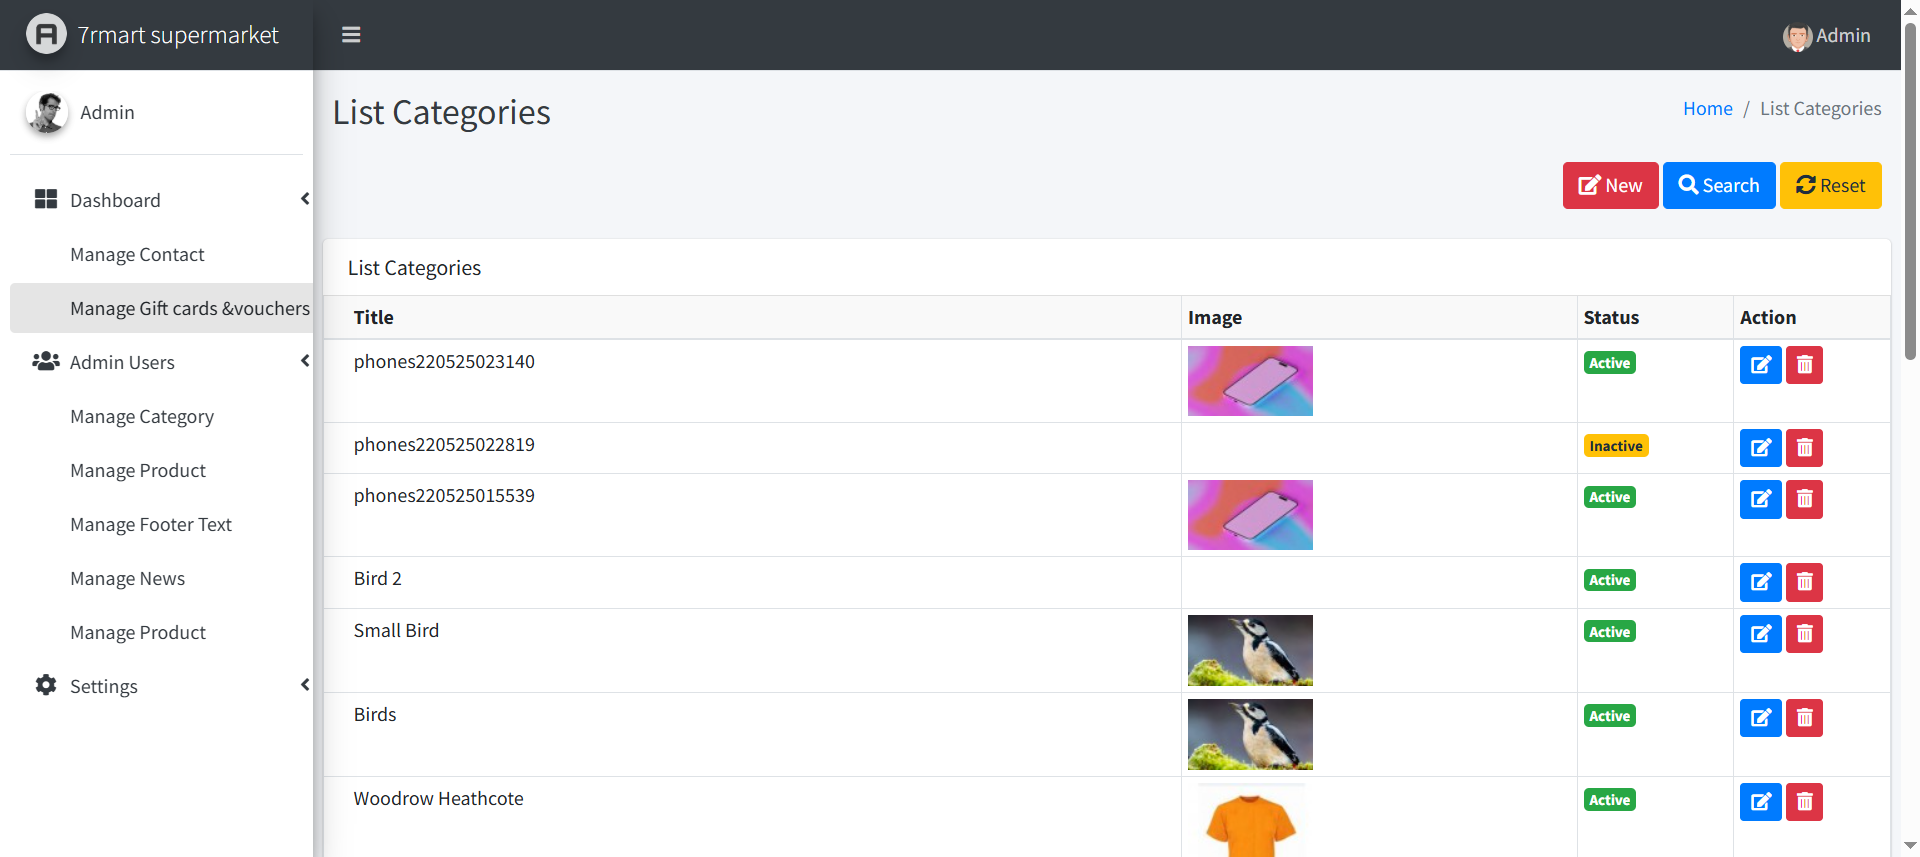 7rmart supermarket
Admin
Admin
List Categories
Home / List Categories
Dashboard
Manage Contact
Manage Gift cards &vouchers
Admin Users
Manage Category
Manage Product
Manage Footer Text
Manage News
Manage Product
Settings
New Search Reset
List Categories
Title Image Status Action
phones220525023140 Active
phones220525022819 Inactive
phones220525015539 Active
Bird 2 Active
Small Bird Active
Birds Active
Woodrow Heathcote Active